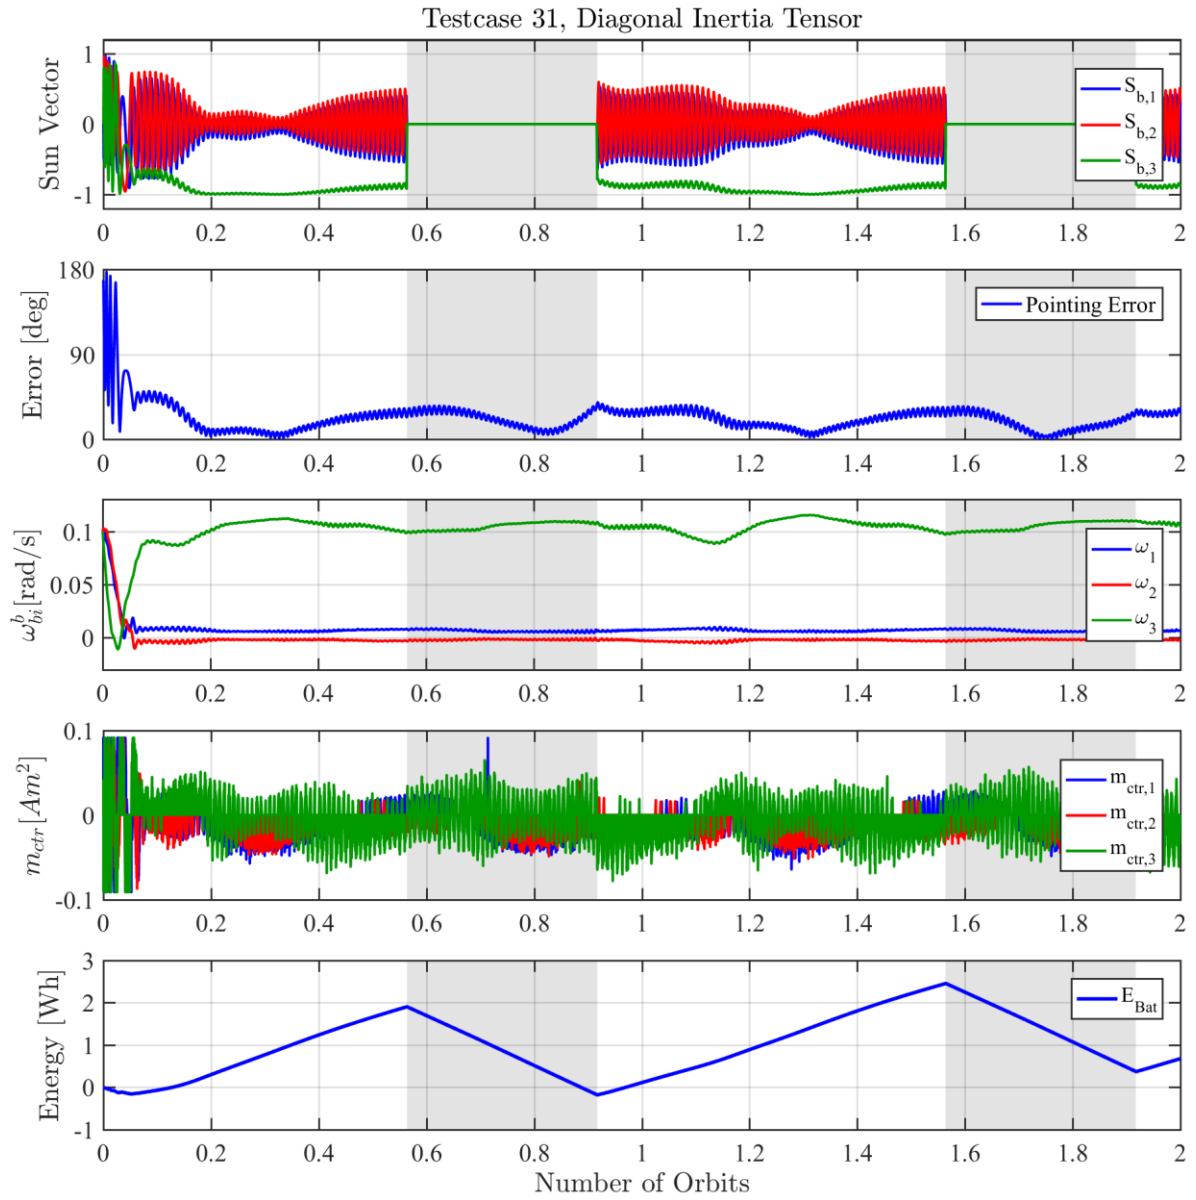 Testcase 31, Diagonal Inertia Tensor
Sun Vector
1
0
-1
S_b,1
S_b,2
S_b,3
0 0.2 0.4 0.6 0.8 1 1.2 1.4 1.6 1.8 2
Error [deg]
180
90
0
Pointing Error
0 0.2 0.4 0.6 0.8 1 1.2 1.4 1.6 1.8 2
ω^b_bi[rad/s]
0.1
0.05
0
ω_1
ω_2
ω_3
0 0.2 0.4 0.6 0.8 1 1.2 1.4 1.6 1.8 2
m_ctr[Am^2]
0.1
0
-0.1
m_ctr,1
m_ctr,2
m_ctr,3
0 0.2 0.4 0.6 0.8 1 1.2 1.4 1.6 1.8 2
Energy [Wh]
3
2
1
0
-1
E_Bat
0 0.2 0.4 0.6 0.8 1 1.2 1.4 1.6 1.8 2
Number of Orbits